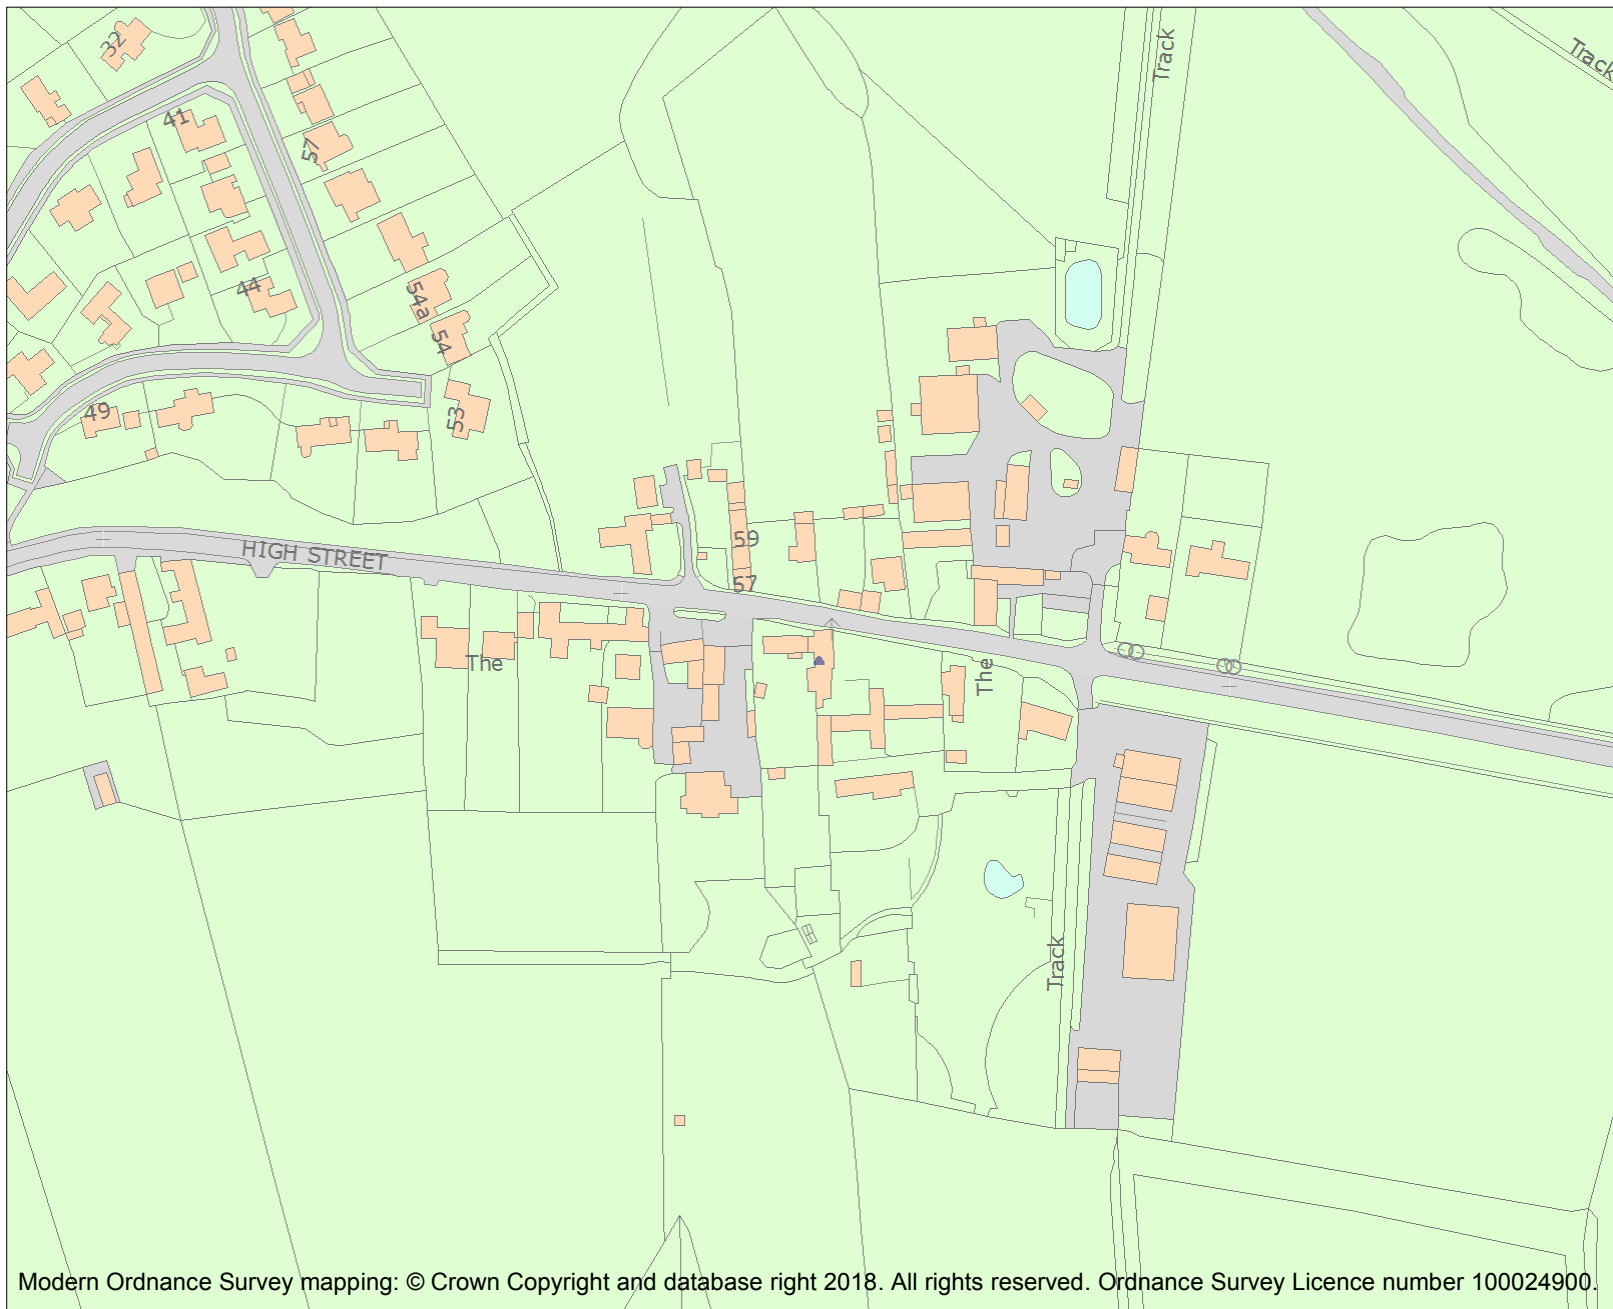 Track
Track
32
41
57
44
54a
54
49
53
HIGH STREET
59
57
The
The
Track
Modern Ordnance Survey mapping: © Crown Copyright and database right 2018. All rights reserved. Ordnance Survey Licence number 100024900.